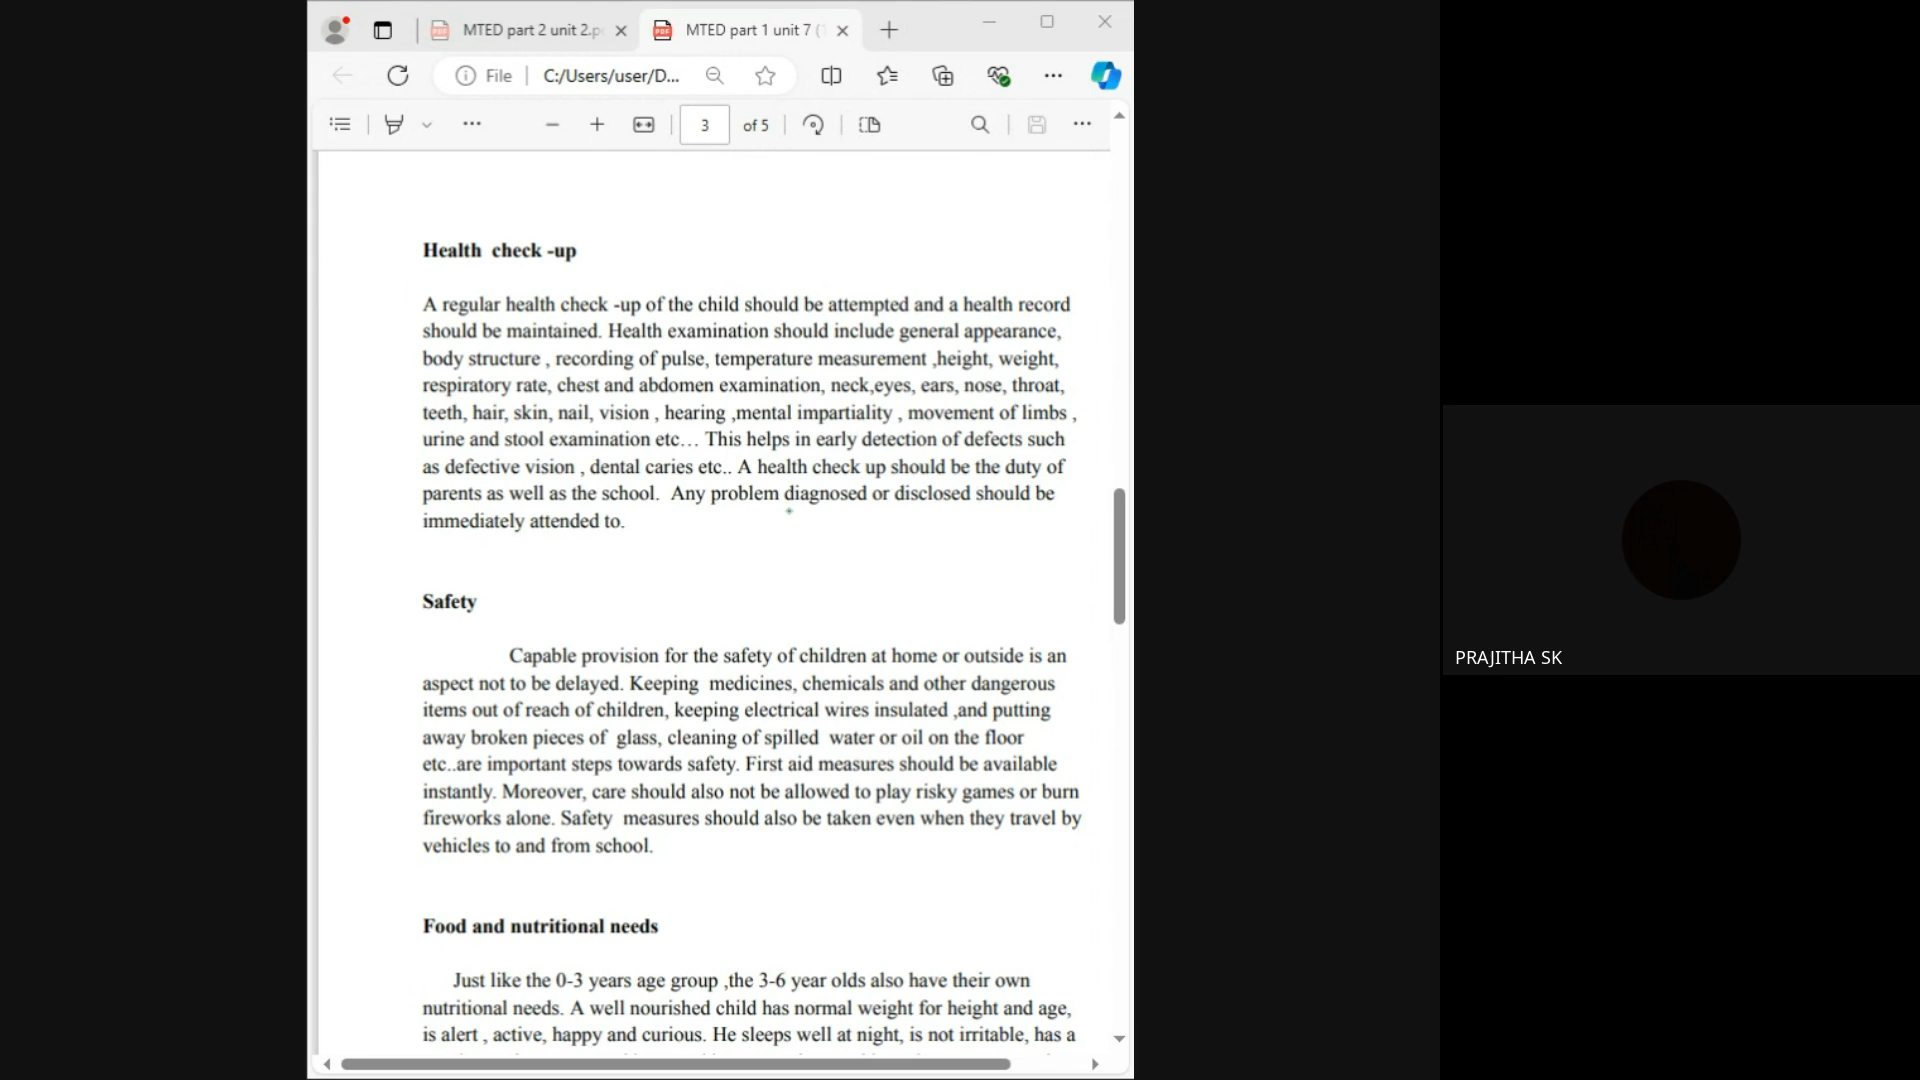 MTED part 2 unit 2.p
MTED part 1 unit 7 (
File
C:/Users/user/D...
3 of 5
Health check -up
A regular health check -up of the child should be attempted and a health record
should be maintained. Health examination should include general appearance,
body structure , recording of pulse, temperature measurement ,height, weight,
respiratory rate, chest and abdomen examination, neck,eyes, ears, nose, throat,
teeth, hair, skin, nail, vision , hearing ,mental impartiality , movement of limbs ,
urine and stool examination etc… This helps in early detection of defects such
as defective vision , dental caries etc.. A health check up should be the duty of
parents as well as the school. Any problem diagnosed or disclosed should be
immediately attended to.
Safety
Capable provision for the safety of children at home or outside is an
aspect not to be delayed. Keeping medicines, chemicals and other dangerous
items out of reach of children, keeping electrical wires insulated ,and putting
away broken pieces of glass, cleaning of spilled water or oil on the floor
etc..are important steps towards safety. First aid measures should be available
instantly. Moreover, care should also not be allowed to play risky games or burn
fireworks alone. Safety measures should also be taken even when they travel by
vehicles to and from school.
Food and nutritional needs
Just like the 0-3 years age group ,the 3-6 year olds also have their own
nutritional needs. A well nourished child has normal weight for height and age,
is alert , active, happy and curious. He sleeps well at night, is not irritable, has a
PRAJITHA SK